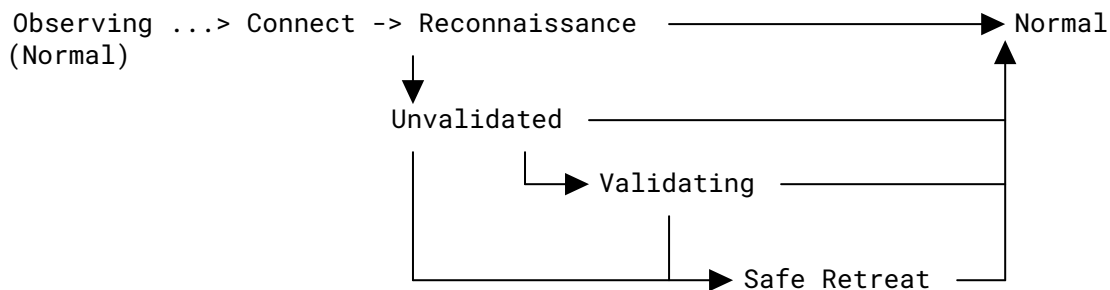 Observing ...> Connect -> Reconnaissance Normal
(Normal)
Unvalidated
Validating
Safe Retreat